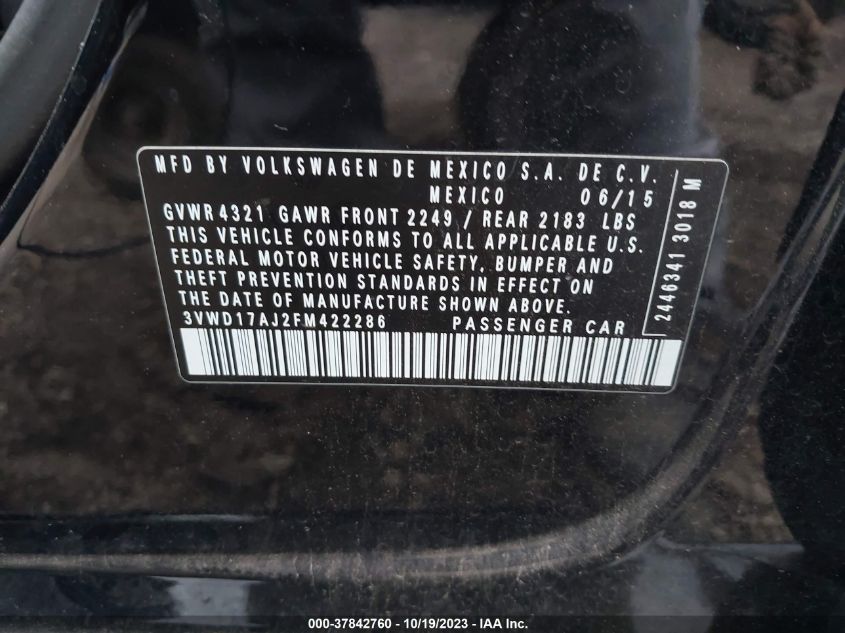 MFD BY VOLKSWAGEN DE MEXICO S.A. DE C.V.
MEXICO 06/15
GVWR 4321 GAWR FRONT 2249 / REAR 2183 LBS
THIS VEHICLE CONFORMS TO ALL APPLICABLE U.S.
FEDERAL MOTOR VEHICLE SAFETY, BUMPER AND
THEFT PREVENTION STANDARDS IN EFFECT ON
THE DATE OF MANUFACTURE SHOWN ABOVE.
3VWD17AJ2FM422286 PASSENGER CAR
2446341 3018 M
000-37842760 - 10/19/2023 - IAA Inc.